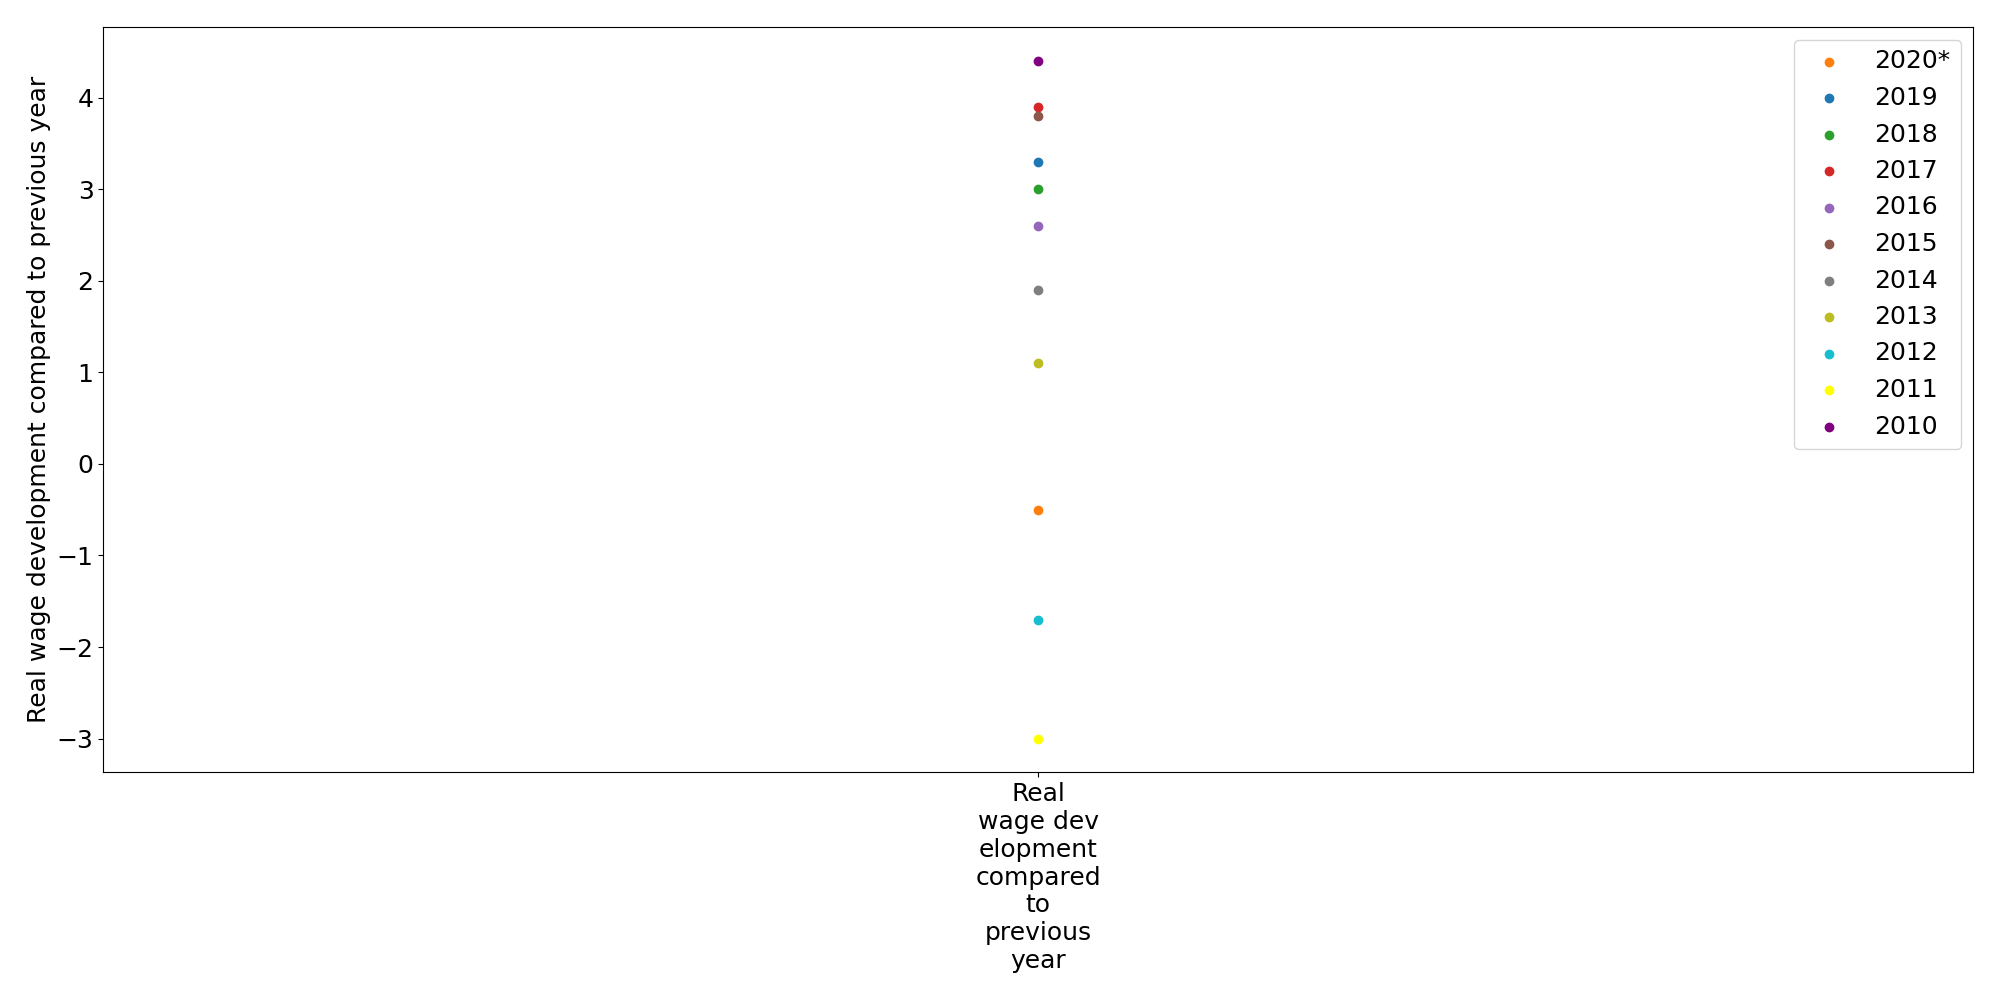 Real wage development compared to previous year
4
3
2
1
0
−1
−2
−3
2020*
2019
2018
2017
2016
2015
2014
2013
2012
2011
2010
Real
wage dev
elopment
compared
to
previous
year